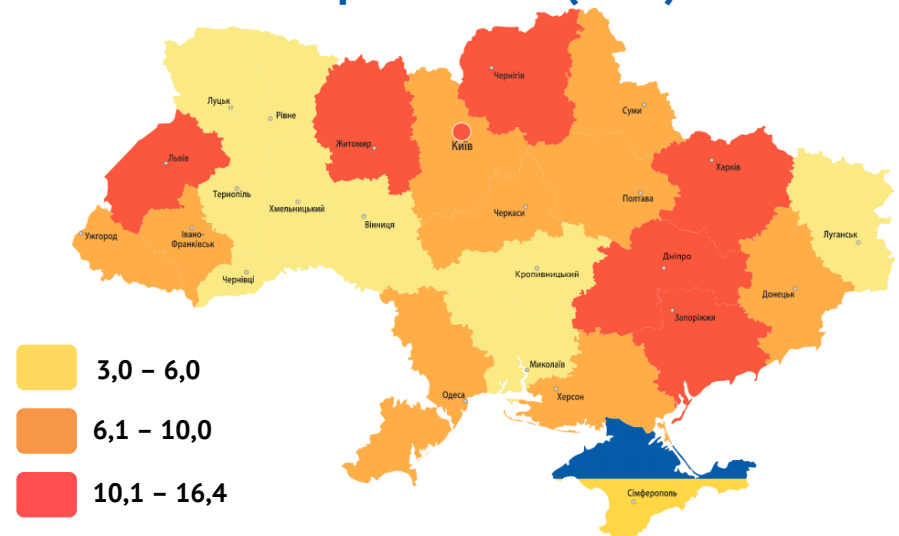 Чернігів
Луцьк
Рівне
Суми
Житомир
Київ
Львів
Харків
Тернопіль
Хмельницький
Полтава
Черкаси
Вінниця
Ужгород
Івано-
Франківськ
Луганськ
Дніпро
Чернівці
Кропивницький
Донецьк
Запоріжжя
Миколаїв
3,0 – 6,0
Одеса
Херсон
6,1 – 10,0
10,1 – 16,4
Сімферополь